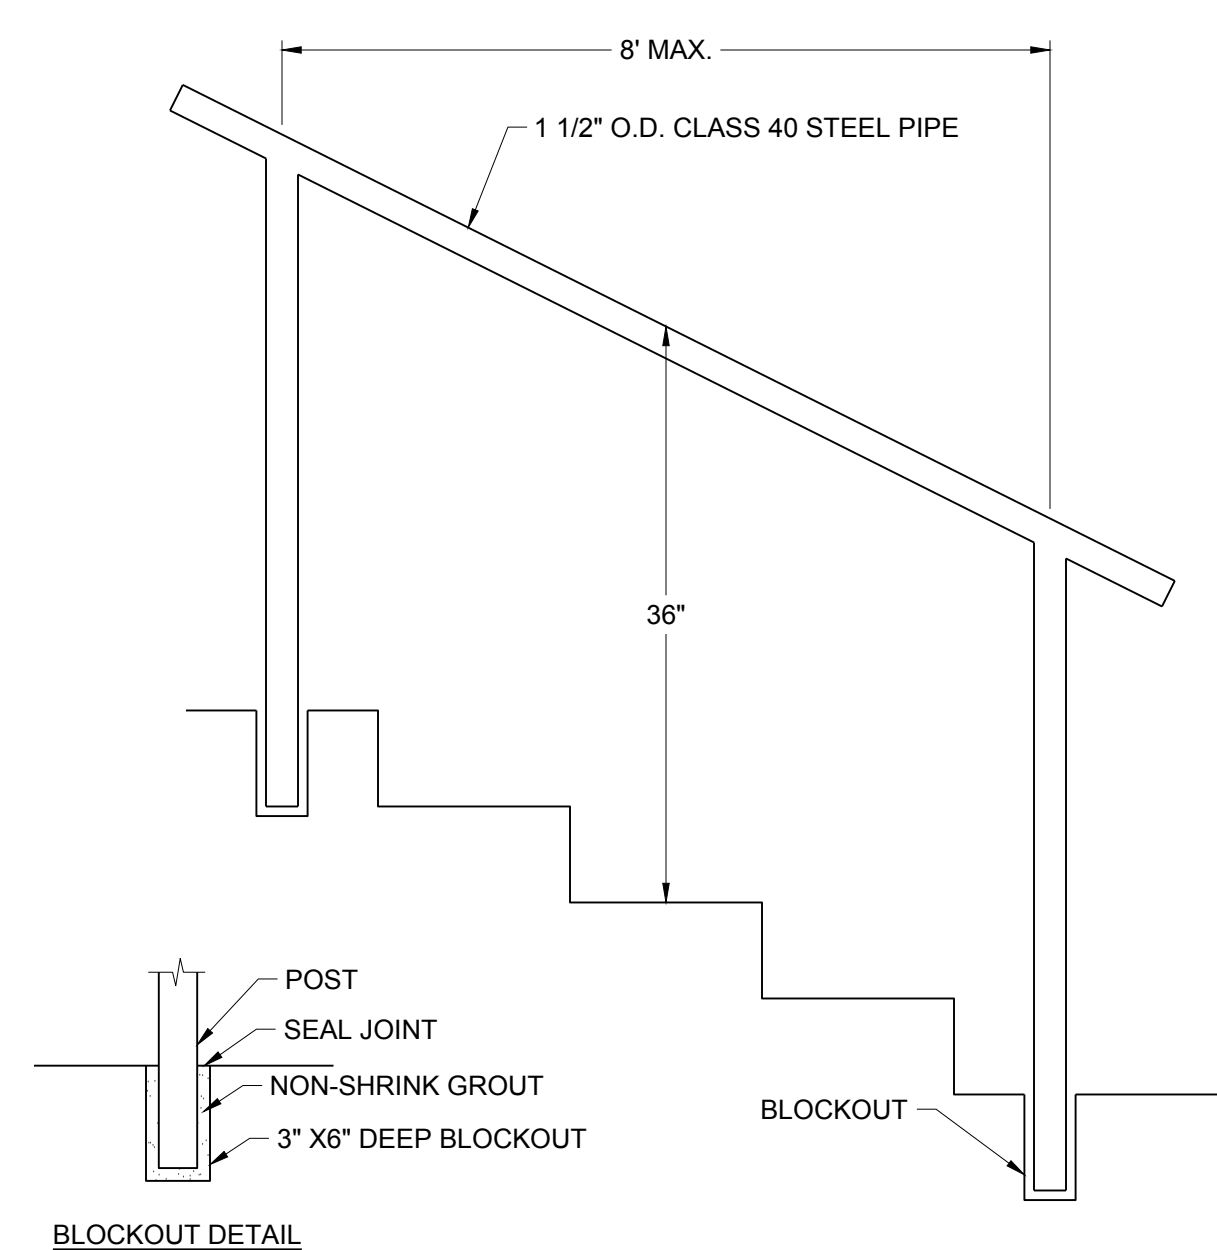 8' MAX.
1 1/2" O.D. CLASS 40 STEEL PIPE
36"
POST
SEAL JOINT
NON-SHRINK GROUT
3" X6" DEEP BLOCKOUT
BLOCKOUT
BLOCKOUT DETAIL